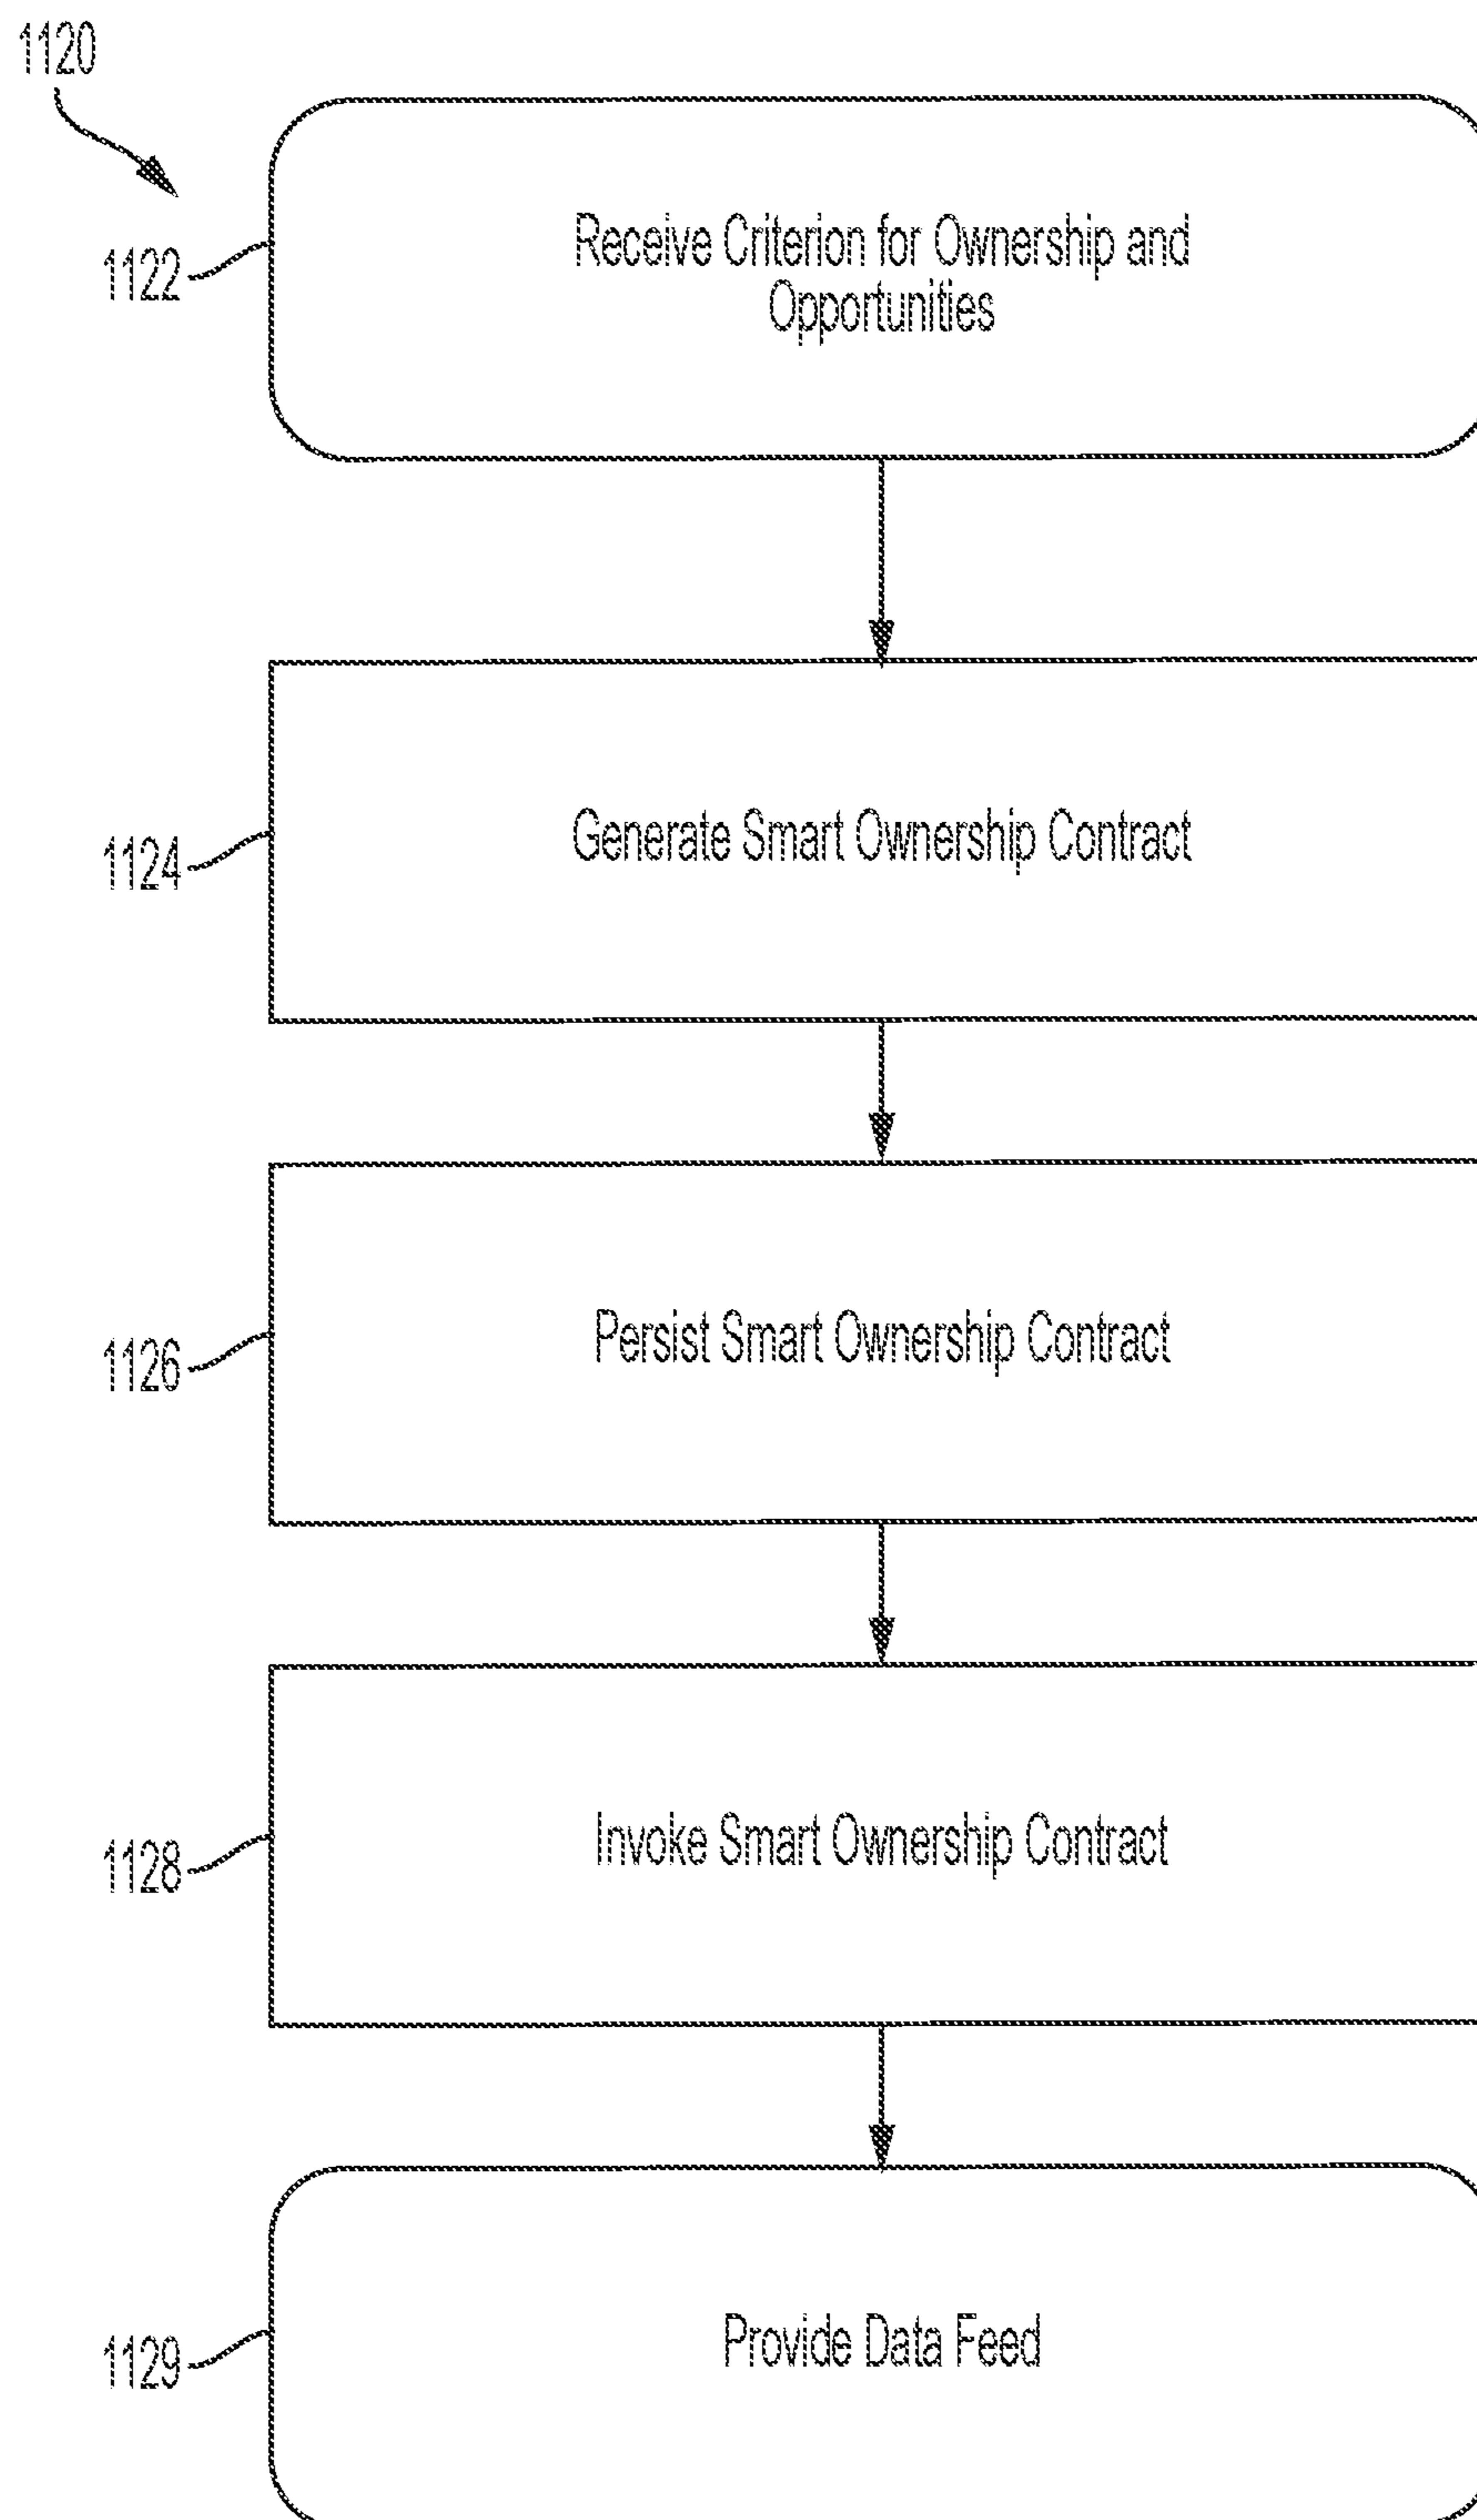 1120
1122
Receive Criterion for Ownership and
Opportunities
1124
Generate Smart Ownership Contract
1126
Persist Smart Ownership Contract
1128
Invoke Smart Ownership Contract
1129
Provide Data Feed